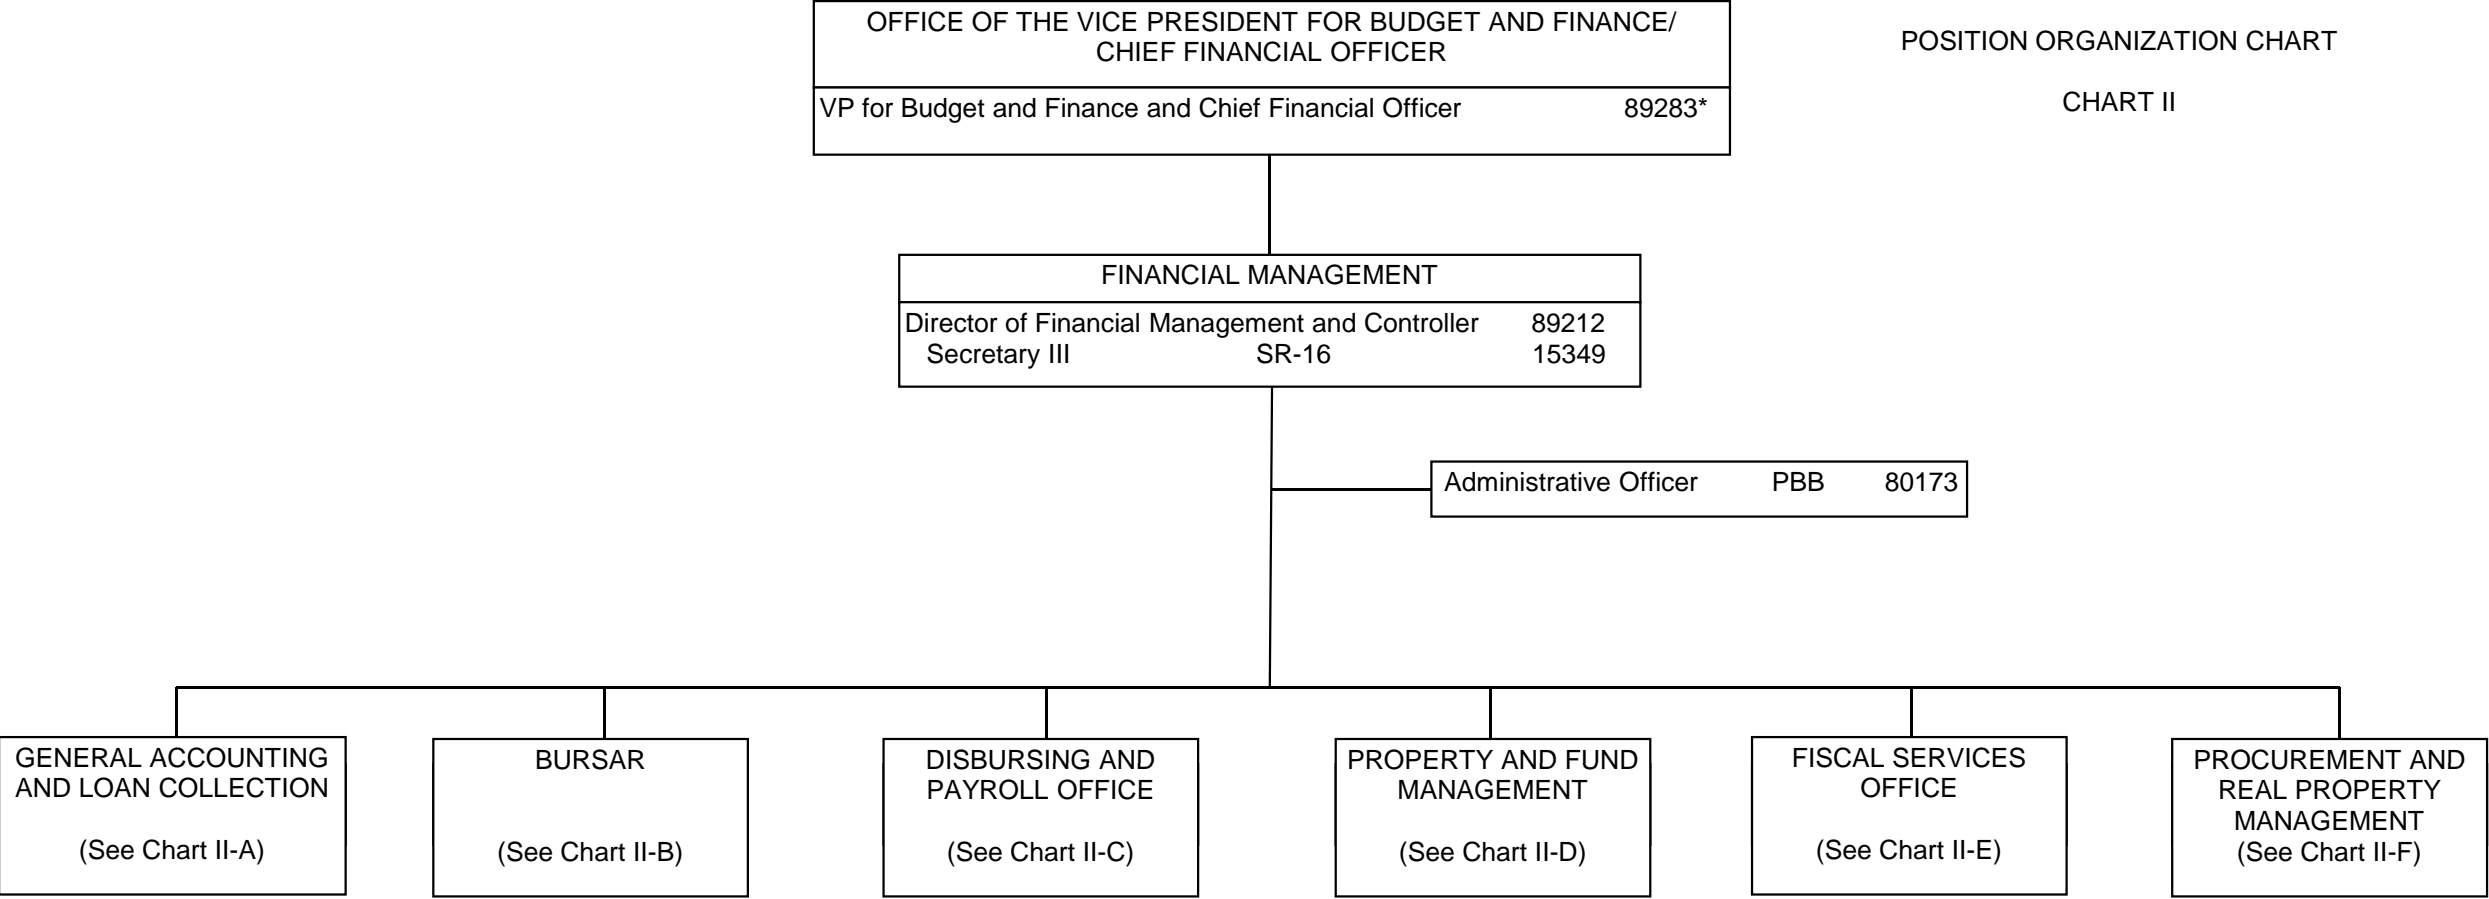 OFFICE OF THE VICE PRESIDENT FOR BUDGET AND FINANCE/
CHIEF FINANCIAL OFFICER
VP for Budget and Finance and Chief Financial Officer 89283*
POSITION ORGANIZATION CHART
CHART II
FINANCIAL MANAGEMENT
Director of Financial Management and Controller 89212
Secretary III SR-16 15349
Administrative Officer PBB 80173
GENERAL ACCOUNTING
AND LOAN COLLECTION
(See Chart II-A)
BURSAR
(See Chart II-B)
DISBURSING AND
PAYROLL OFFICE
(See Chart II-C)
PROPERTY AND FUND
MANAGEMENT
(See Chart II-D)
FISCAL SERVICES
OFFICE
(See Chart II-E)
PROCUREMENT AND
REAL PROPERTY
MANAGEMENT
(See Chart II-F)